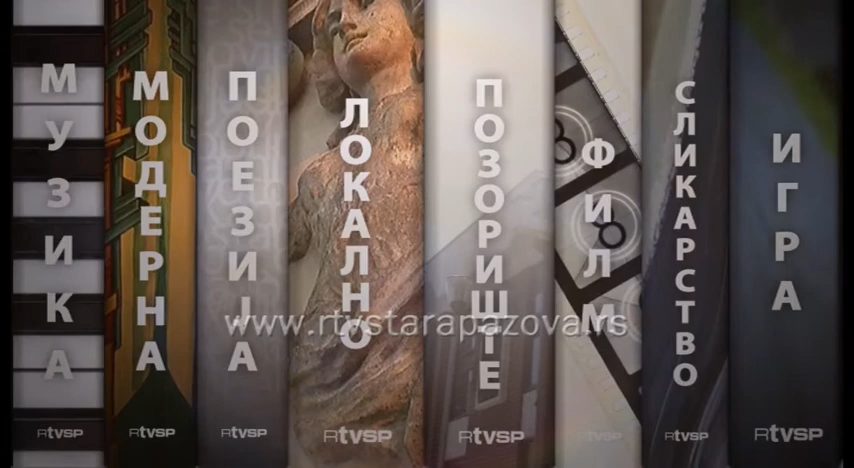 МУЗИКА
МОДЕРНА
ПОЕЗИЈА
ЛОКАЛНО
ПОЗОРИШТЕ
ФИЛМ
СЛИКАРСТВО
ИГРА
www.rtvstarapazova.rs
RTVSP
RTVSP
RTVSP
RTVSP
RTVSP
RTVSP
RTVSP
RTVSP